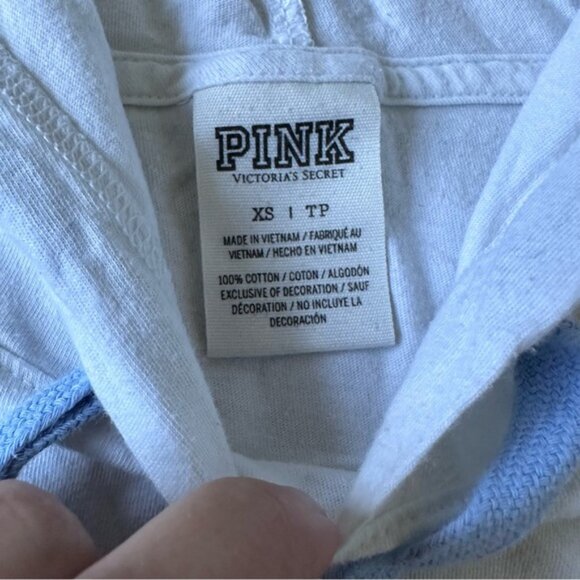 PINK
VICTORIA'S SECRET
XS | TP
MADE IN VIETNAM / FABRIQUÉ AU
VIETNAM / HECHO EN VIETNAM
100% COTTON / COTON / ALGODÓN
EXCLUSIVE OF DECORATION / SAUF
DÉCORATION / NO INCLUYE LA
DECORACIÓN